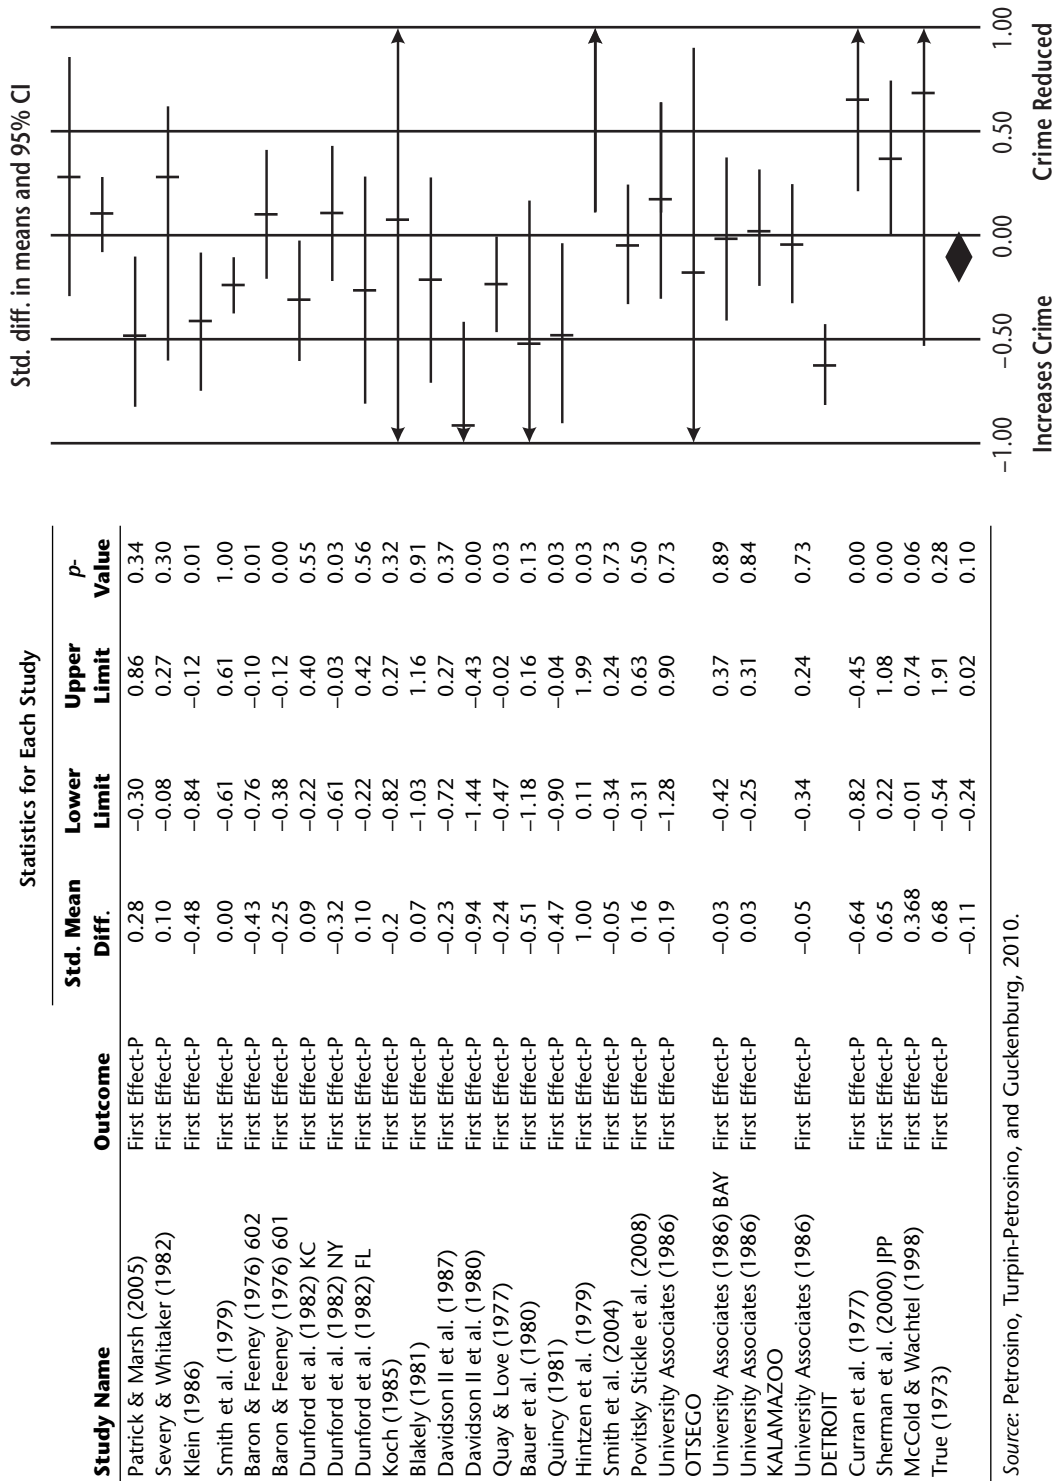 Statistics for Each Study
Study Name Outcome Std. Mean Diff. Lower Limit Upper Limit p-Value
Patrick & Marsh (2005) First Effect-P 0.28 −0.30 0.86 0.34
Severy & Whitaker (1982) First Effect-P 0.10 −0.08 0.27 0.30
Klein (1986) First Effect-P −0.48 −0.84 −0.12 0.01
Smith et al. (1979) First Effect-P 0.00 −0.61 0.61 1.00
Baron & Feeney (1976) 602 First Effect-P −0.43 −0.76 −0.10 0.01
Baron & Feeney (1976) 601 First Effect-P −0.25 −0.38 −0.12 0.00
Dunford et al. (1982) KC First Effect-P 0.09 −0.22 0.40 0.55
Dunford et al. (1982) NY First Effect-P −0.32 −0.61 −0.03 0.03
Dunford et al. (1982) FL First Effect-P 0.10 −0.22 0.42 0.56
Koch (1985) First Effect-P −0.2 −0.82 0.27 0.32
Blakely (1981) First Effect-P 0.07 −1.03 1.16 0.91
Davidson II et al. (1987) First Effect-P −0.23 −0.72 0.27 0.37
Davidson II et al. (1980) First Effect-P −0.94 −1.44 −0.43 0.00
Quay & Love (1977) First Effect-P −0.24 −0.47 −0.02 0.03
Bauer et al. (1980) First Effect-P −0.51 −1.18 0.16 0.13
Quincy (1981) First Effect-P −0.47 −0.90 −0.04 0.03
Hintzen et al. (1979) First Effect-P 1.00 0.11 1.99 0.03
Smith et al. (2004) First Effect-P −0.05 −0.34 0.24 0.73
Povitsky Stickle et al. (2008) First Effect-P 0.16 −0.31 0.63 0.50
University Associates (1986) First Effect-P −0.19 −1.28 0.90 0.73
OTSEGO
University Associates (1986) BAY First Effect-P −0.03 −0.42 0.37 0.89
University Associates (1986) First Effect-P 0.03 −0.25 0.31 0.84
KALAMAZOO
University Associates (1986) First Effect-P −0.05 −0.34 0.24 0.73
DETROIT
Curran et al. (1977) First Effect-P −0.64 −0.82 −0.45 0.00
Sherman et al. (2000) JPP First Effect-P 0.65 0.22 1.08 0.00
McCold & Wachtel (1998) First Effect-P 0.368 −0.01 0.74 0.06
True (1973) First Effect-P 0.68 −0.54 1.91 0.28
−0.11 −0.24 0.02 0.10
Std. diff. in means and 95% CI
−1.00 −0.50 0.00 0.50 1.00
Increases Crime Crime Reduced
Source: Petrosino, Turpin-Petrosino, and Guckenburg, 2010.